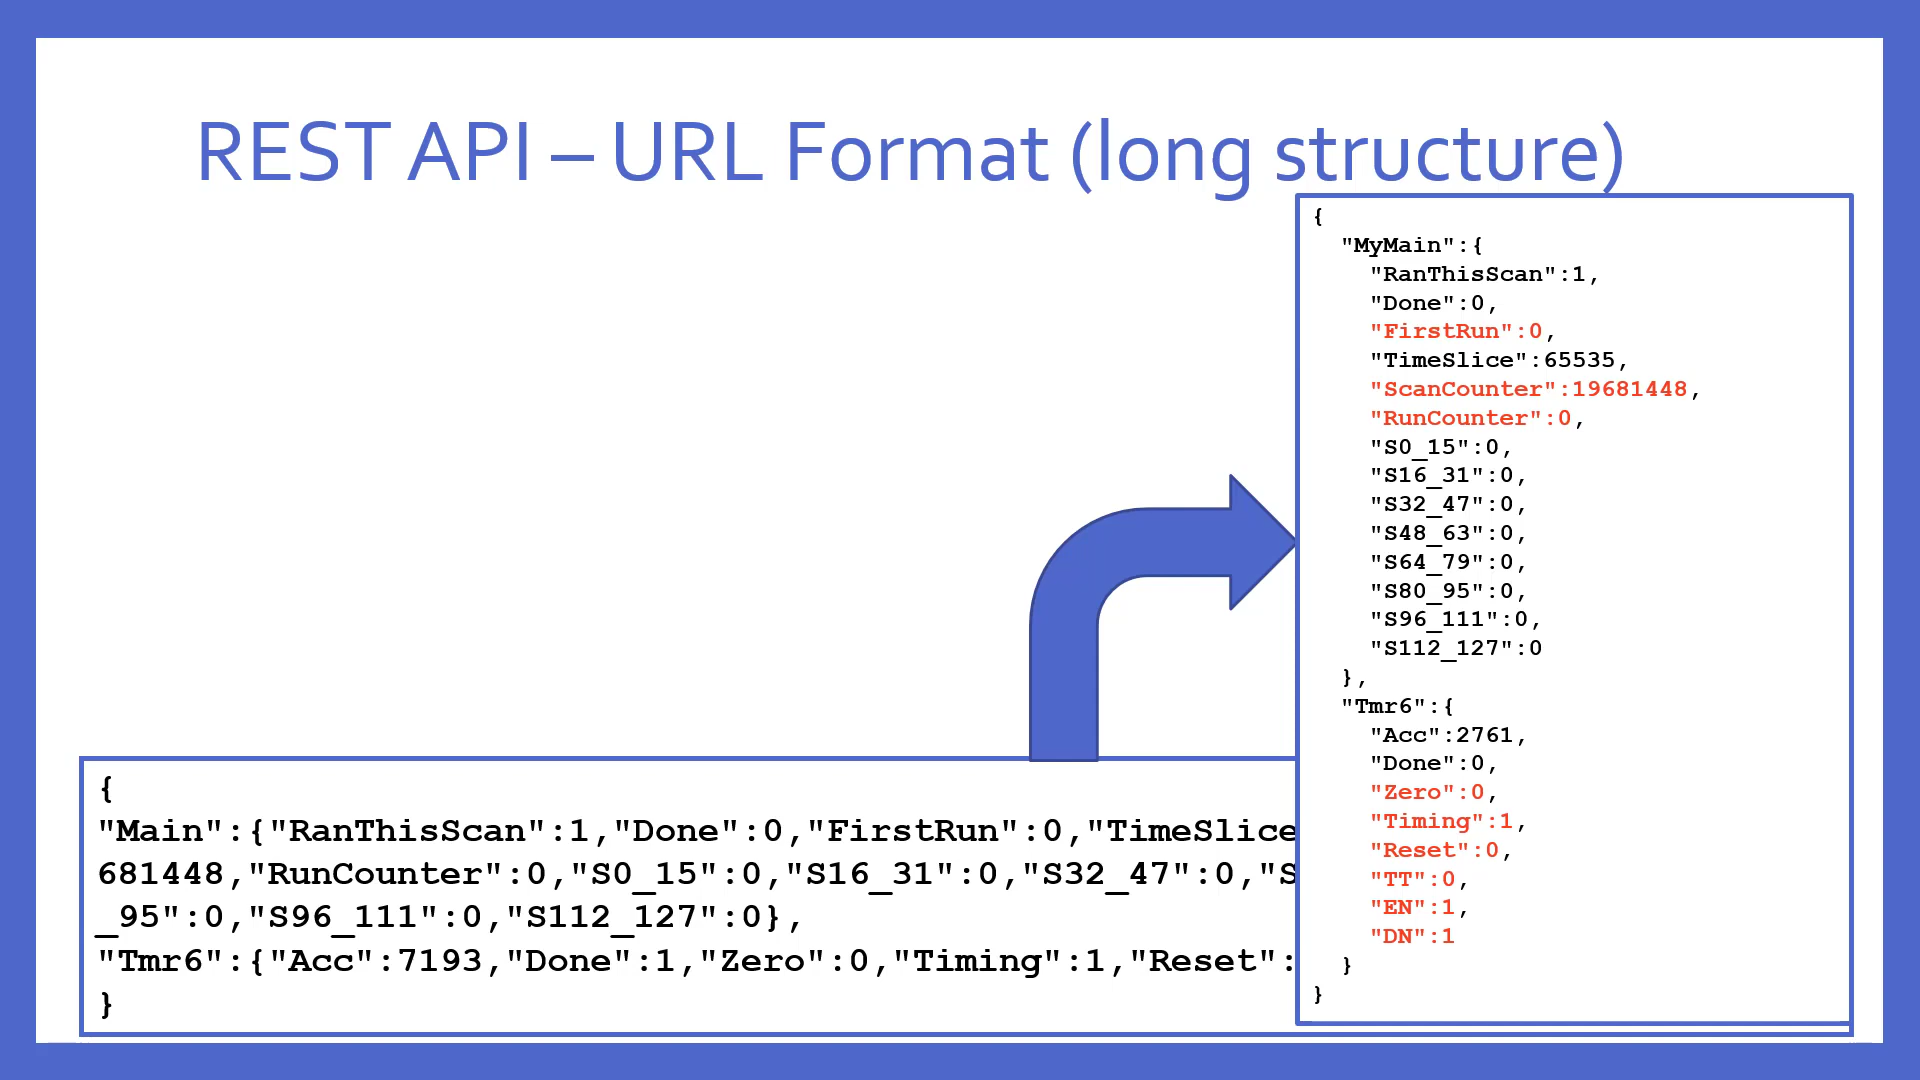 REST API – URL Format (long structure)
{
"MyMain":{
"RanThisScan":1,
"Done":0,
"FirstRun":0,
"TimeSlice":65535,
"ScanCounter":19681448,
"RunCounter":0,
"S0_15":0,
"S16_31":0,
"S32_47":0,
"S48_63":0,
"S64_79":0,
"S80_95":0,
"S96_111":0,
"S112_127":0
},
"Tmr6":{
"Acc":2761,
"Done":0,
"Zero":0,
"Timing":1,
"Reset":0,
"TT":0,
"EN":1,
"DN":1
}
}
{
"Main":{"RanThisScan":1,"Done":0,"FirstRun":0,"TimeSlice
681448,"RunCounter":0,"S0_15":0,"S16_31":0,"S32_47":0,"S
_95":0,"S96_111":0,"S112_127":0},
"Tmr6":{"Acc":7193,"Done":1,"Zero":0,"Timing":1,"Reset":
}